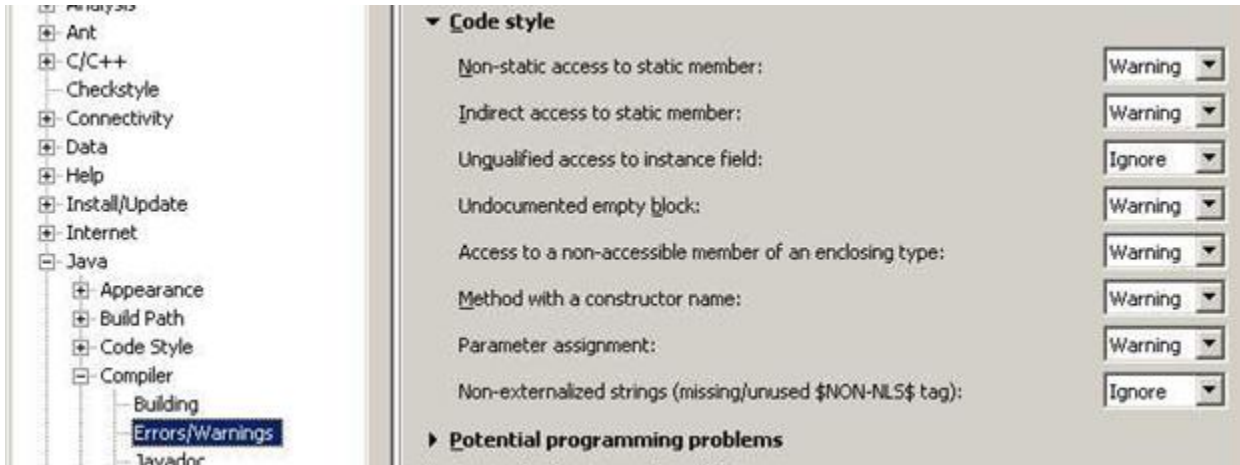 Analysis
Ant
C/C++
Checkstyle
Connectivity
Data
Help
Install/Update
Internet
Java
Appearance
Build Path
Code Style
Compiler
Building
Errors/Warnings
Javadoc
Code style
Non-static access to static member: Warning
Indirect access to static member: Warning
Unqualified access to instance field: Ignore
Undocumented empty block: Warning
Access to a non-accessible member of an enclosing type: Warning
Method with a constructor name: Warning
Parameter assignment: Warning
Non-externalized strings (missing/unused $NON-NLS$ tag): Ignore
Potential programming problems